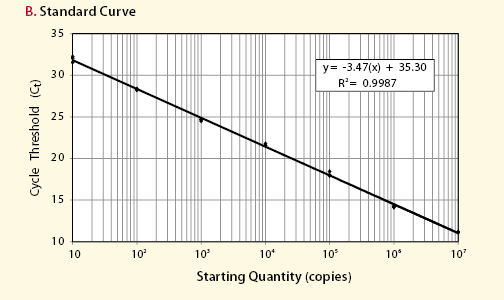 B. Standard Curve
35
30
25
20
15
10
Cycle Threshold (Ct)
y= -3.47(x) + 35.30
R²= 0.9987
10 10² 10³ 10⁴ 10⁵ 10⁶ 10⁷
Starting Quantity (copies)